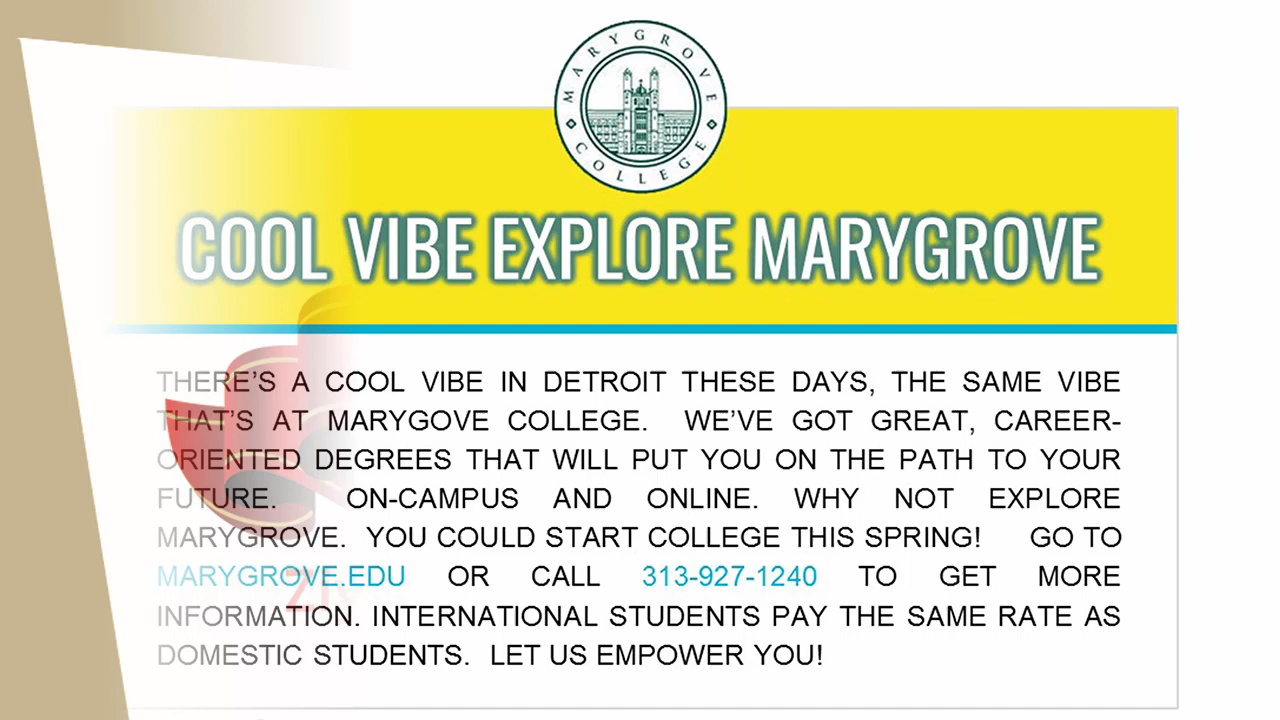 MARYGROVE
COLLEGE
COOL VIBE EXPLORE MARYGROVE
THERE’S A COOL VIBE IN DETROIT THESE DAYS, THE SAME VIBE
THAT’S AT MARYGOVE COLLEGE. WE’VE GOT GREAT, CAREER-
ORIENTED DEGREES THAT WILL PUT YOU ON THE PATH TO YOUR
FUTURE. ON-CAMPUS AND ONLINE. WHY NOT EXPLORE
MARYGROVE. YOU COULD START COLLEGE THIS SPRING! GO TO
MARYGROVE.EDU OR CALL 313-927-1240 TO GET MORE
INFORMATION. INTERNATIONAL STUDENTS PAY THE SAME RATE AS
DOMESTIC STUDENTS. LET US EMPOWER YOU!